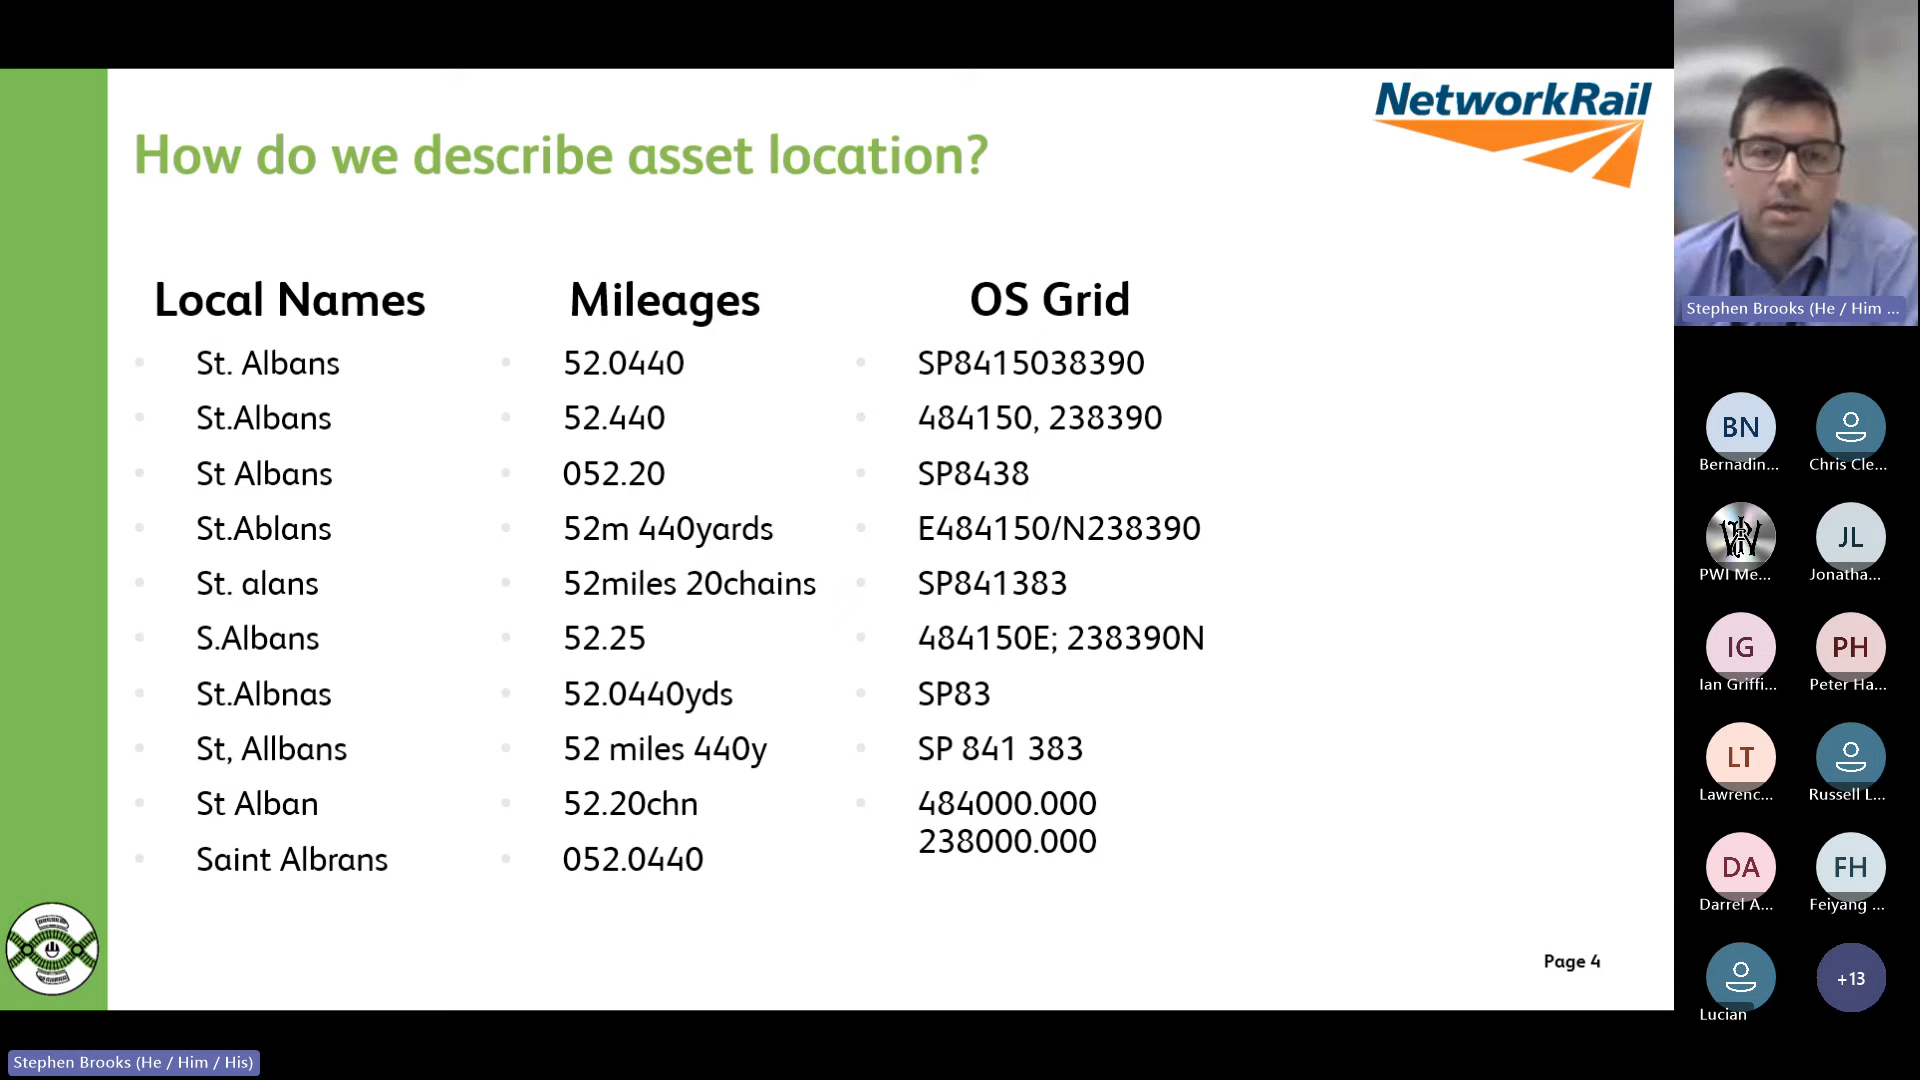 NetworkRail
How do we describe asset location?
Local Names
St. Albans
St.Albans
St Albans
St.Ablans
St. alans
S.Albans
St.Albnas
St, Allbans
St Alban
Saint Albrans
Mileages
52.0440
52.440
052.20
52m 440yards
52miles 20chains
52.25
52.0440yds
52 miles 440y
52.20chn
052.0440
OS Grid
SP8415038390
484150, 238390
SP8438
E484150/N238390
SP841383
484150E; 238390N
SP83
SP 841 383
484000.000
238000.000
Page 4
Stephen Brooks (He / Him / His)
Stephen Brooks (He / Him ...
BN
Bernadin...
Chris Cle...
PWI Me...
JL
Jonatha...
IG
Ian Griffi...
PH
Peter Ha...
LT
Lawrenc...
Russell L...
DA
Darrel A...
FH
Feiyang ...
Lucian
+13